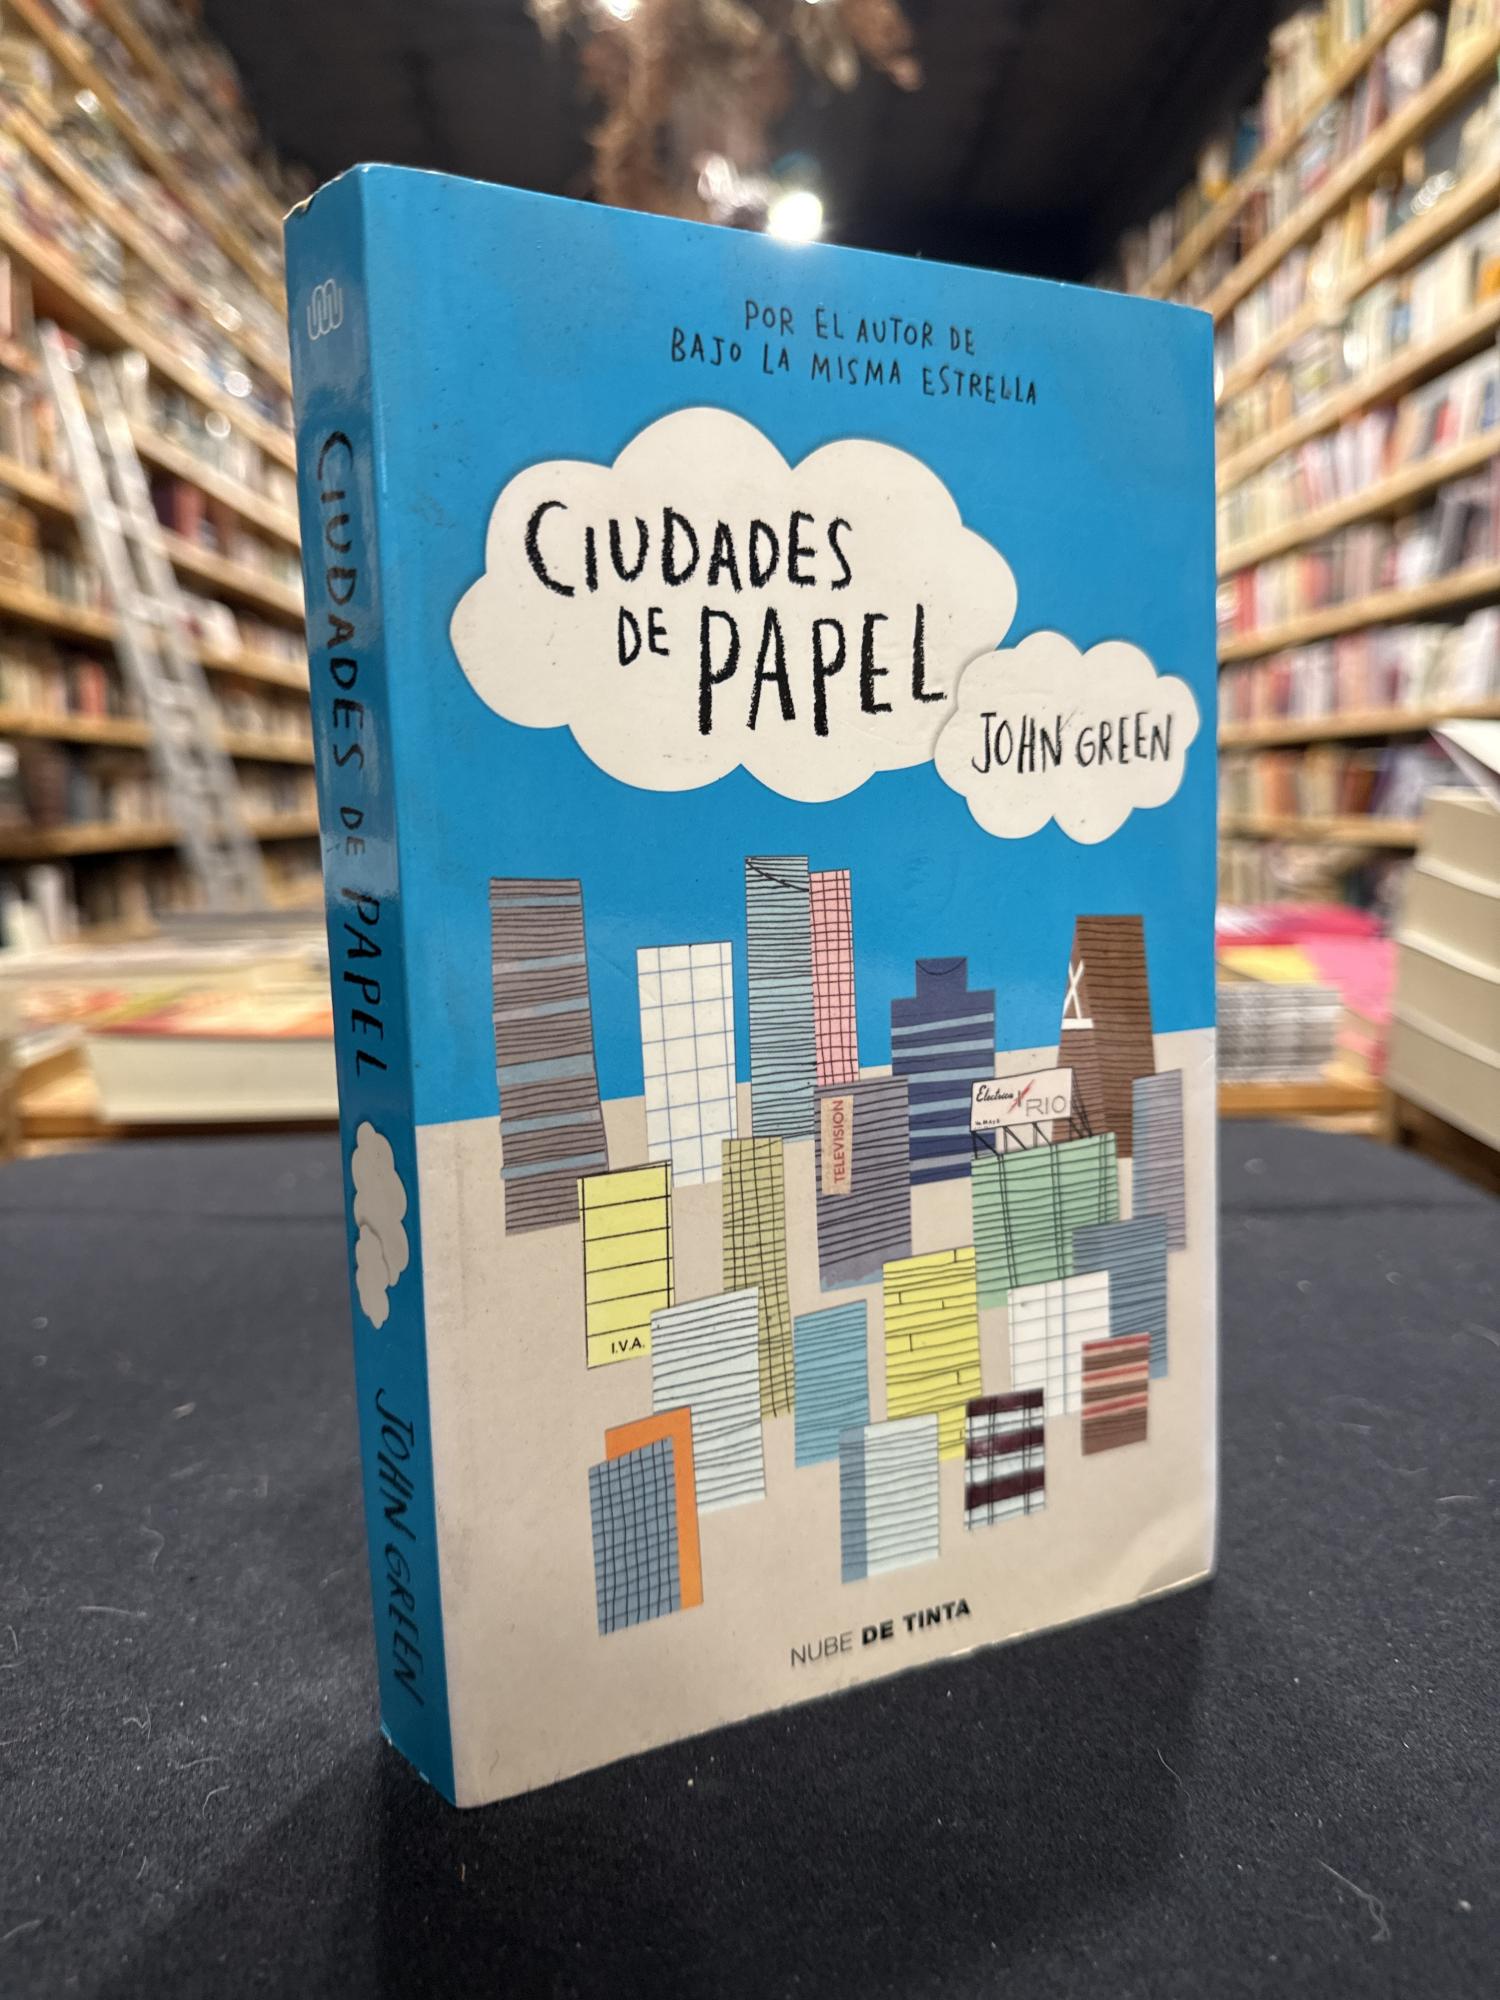 POR EL AUTOR DE
BAJO LA MISMA ESTRELLA
CIUDADES
DE PAPEL
JOHN GREEN
TELEVISION
Electrica RIO
I.V.A.
NUBE DE TINTA
CIUDADES DE PAPEL
JOHN GREEN